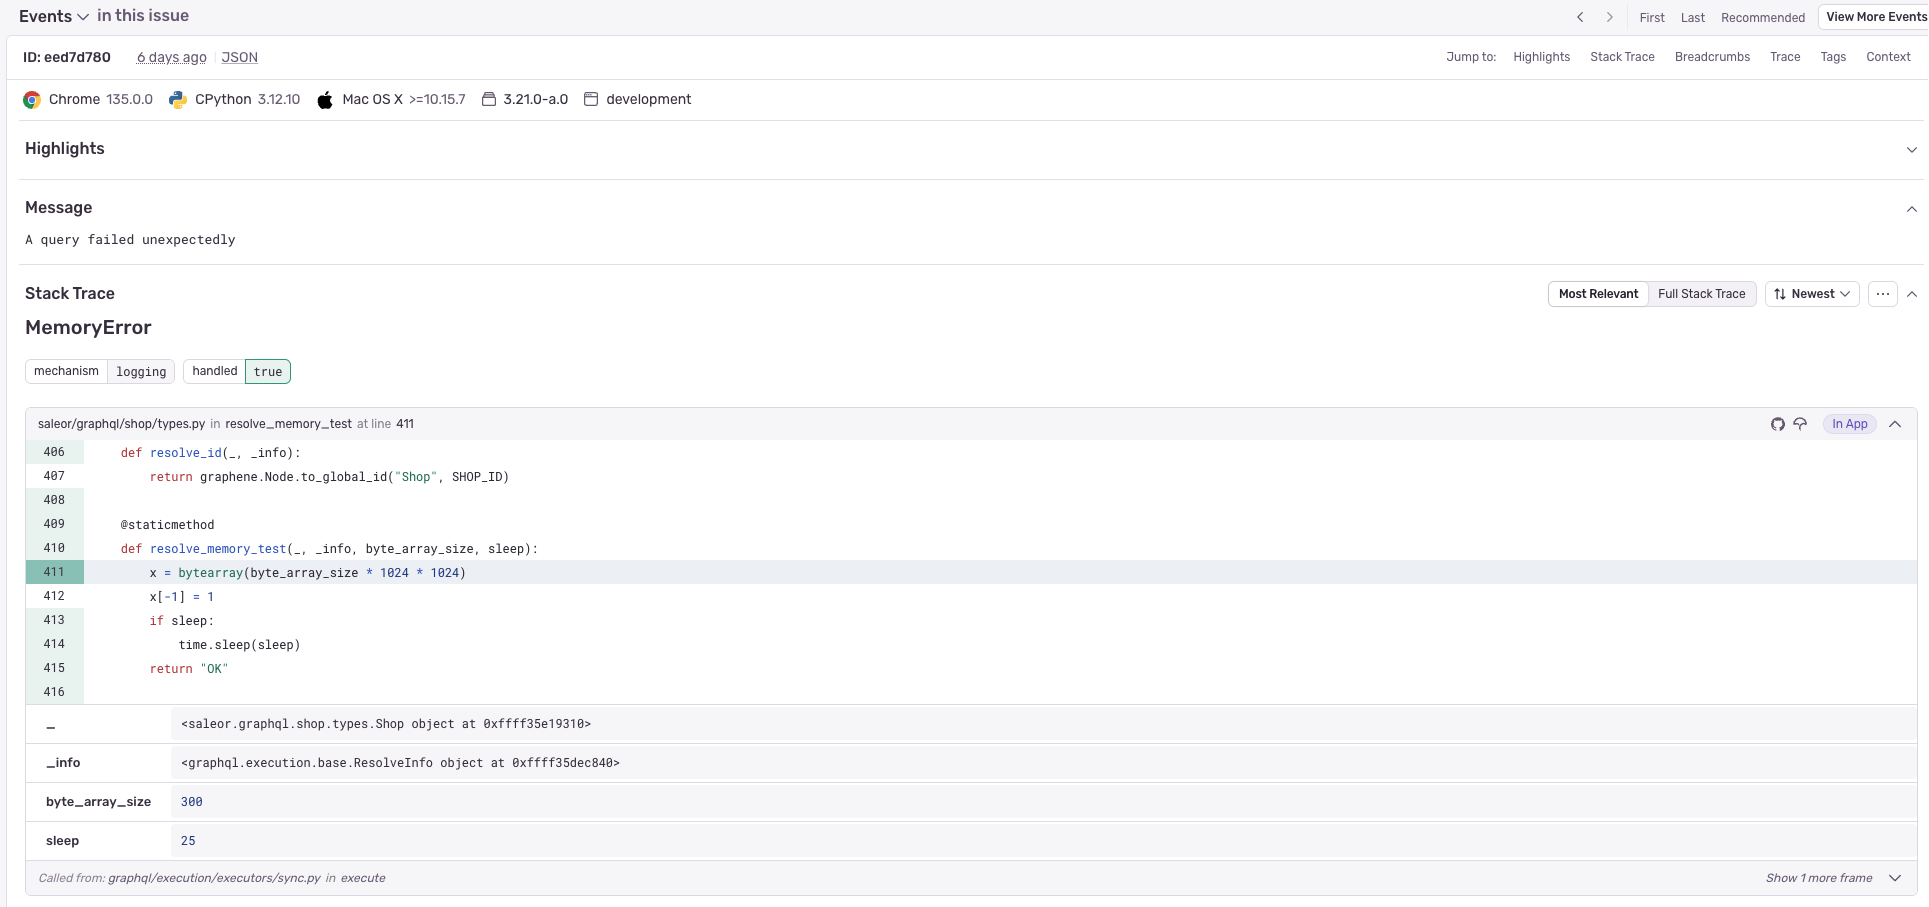 Events in this issue
First Last Recommended View More Events
ID: eed7d780 6 days ago JSON
Jump to: Highlights Stack Trace Breadcrumbs Trace Tags Context
Chrome 135.0.0 CPython 3.12.10 Mac OS X >=10.15.7 3.21.0-a.0 development
Highlights
Message
A query failed unexpectedly
Stack Trace
Most Relevant Full Stack Trace Newest ...
MemoryError
mechanism logging handled true
saleor/graphql/shop/types.py in resolve_memory_test at line 411
In App
406 def resolve_id(_, _info):
407 return graphene.Node.to_global_id("Shop", SHOP_ID)
408
409 @staticmethod
410 def resolve_memory_test(_, _info, byte_array_size, sleep):
411 x = bytearray(byte_array_size * 1024 * 1024)
412 x[-1] = 1
413 if sleep:
414 time.sleep(sleep)
415 return "OK"
416
_ <saleor.graphql.shop.types.Shop object at 0xffff35e19310>
_info <graphql.execution.base.ResolveInfo object at 0xffff35dec840>
byte_array_size 300
sleep 25
Called from: graphql/execution/executors/sync.py in execute
Show 1 more frame